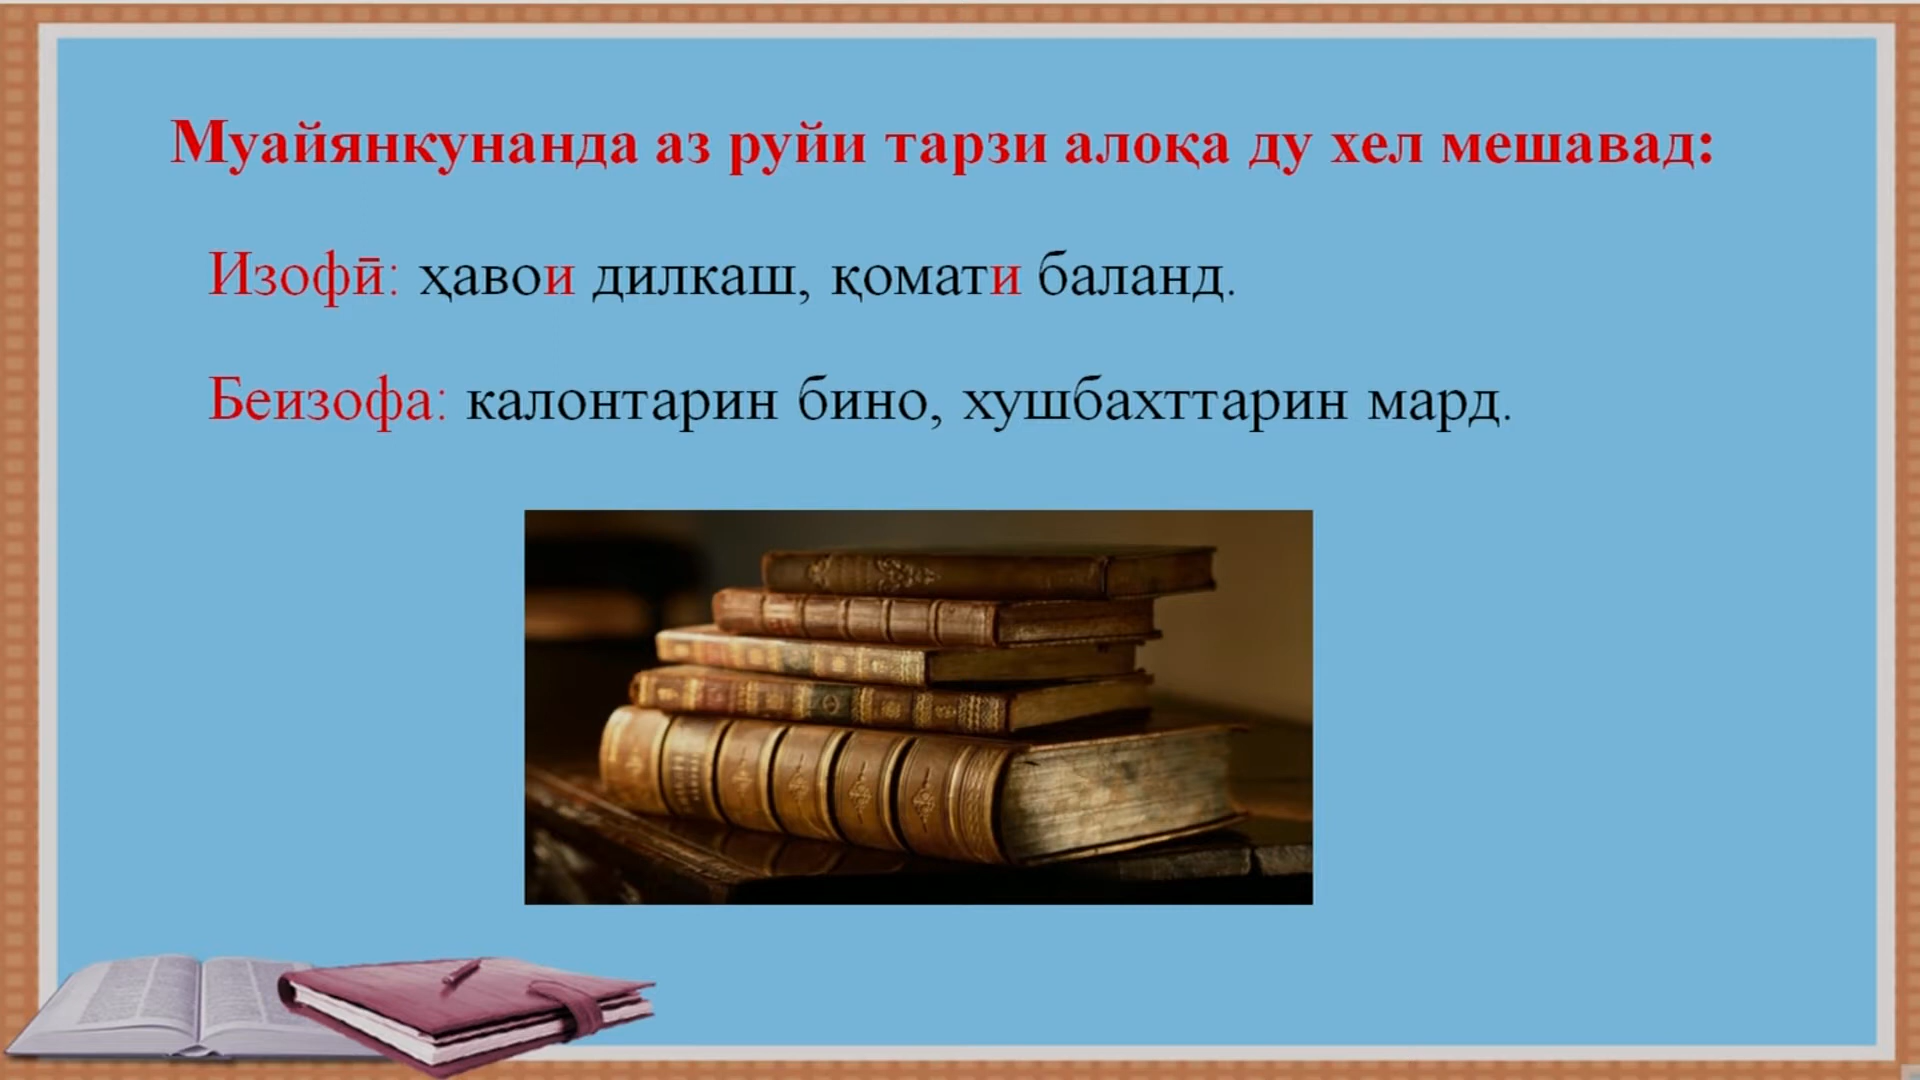 Муайянкунанда аз руйи тарзи алоқа ду хел мешавад:
Изофӣ: ҳавои дилкаш, қомати баланд.
Беизофа: калонтарин бино, хушбахттарин мард.